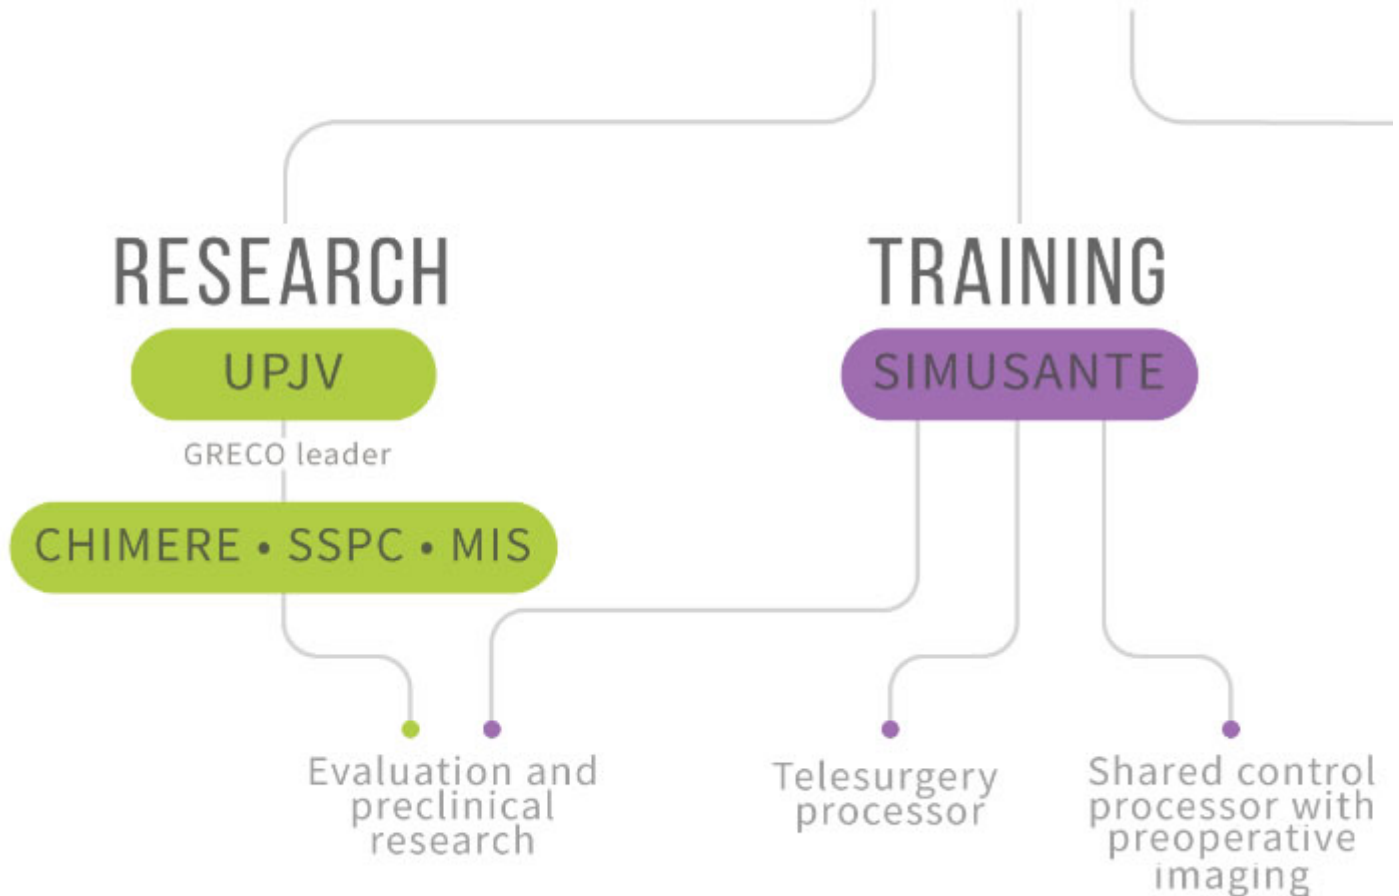 RESEARCH
UPJV
GRECO leader
CHIMERE • SSPC • MIS
TRAINING
SIMUSANTE
Evaluation and
preclinical
research
Telesurgery
processor
Shared control
processor with
preoperative
imaging